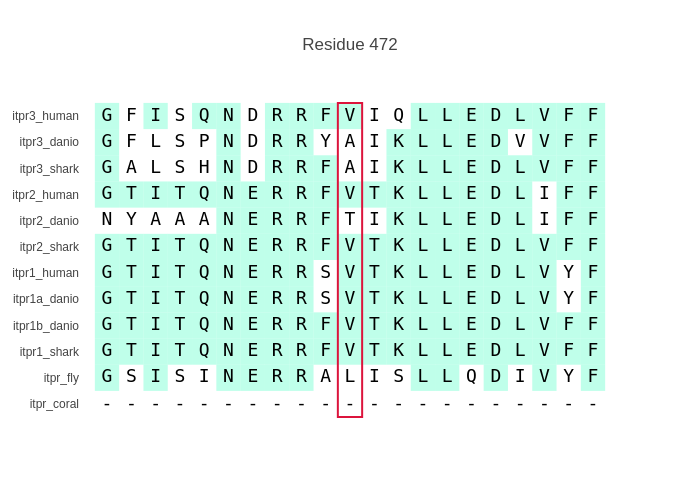 Residue 472
itpr3_human G F I S Q N D R R F V I Q L L E D L V F F
itpr3_danio G F L S P N D R R Y A I K L L E D V V F F
itpr3_shark G A L S H N D R R F A I K L L E D L V F F
itpr2_human G T I T Q N E R R F V T K L L E D L I F F
itpr2_danio N Y A A A N E R R F T I K L L E D L I F F
itpr2_shark G T I T Q N E R R F V T K L L E D L V F F
itpr1_human G T I T Q N E R R S V T K L L E D L V Y F
itpr1a_danio G T I T Q N E R R S V T K L L E D L V Y F
itpr1b_danio G T I T Q N E R R F V T K L L E D L V F F
itpr1_shark G T I T Q N E R R F V T K L L E D L V F F
itpr_fly G S I S I N E R R A L I S L L Q D I V Y F
itpr_coral - - - - - - - - - - - - - - - - - - - - -